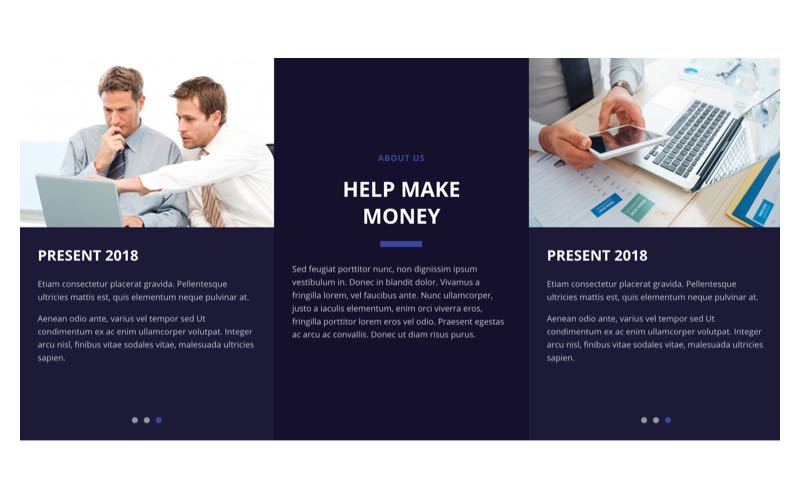 PRESENT 2018
Etiam consectetur placerat gravida. Pellentesque
ultricies mattis est, quis elementum neque pulvinar at.
Aenean odio ante, varius vel tempor sed Ut
condimentum ex ac enim ullamcorper volutpat. Integer
arcu nisl, finibus vitae sodales vitae, malesuada ultricies
sapien.
ABOUT US
HELP MAKE
MONEY
Sed feugiat porttitor nunc, non dignissim ipsum
vestibulum in. Donec in blandit dolor. Vivamus a
fringilla lorem, vel faucibus ante. Nunc ullamcorper,
justo a iaculis elementum, enim orci viverra eros,
fringilla porttitor lorem eros vel odio. Praesent egestas
ac arcu ac convallis. Donec ut diam risus purus.
PRESENT 2018
Etiam consectetur placerat gravida. Pellentesque
ultricies mattis est, quis elementum neque pulvinar at.
Aenean odio ante, varius vel tempor sed Ut
condimentum ex ac enim ullamcorper volutpat. Integer
arcu nisl, finibus vitae sodales vitae, malesuada ultricies
sapien.